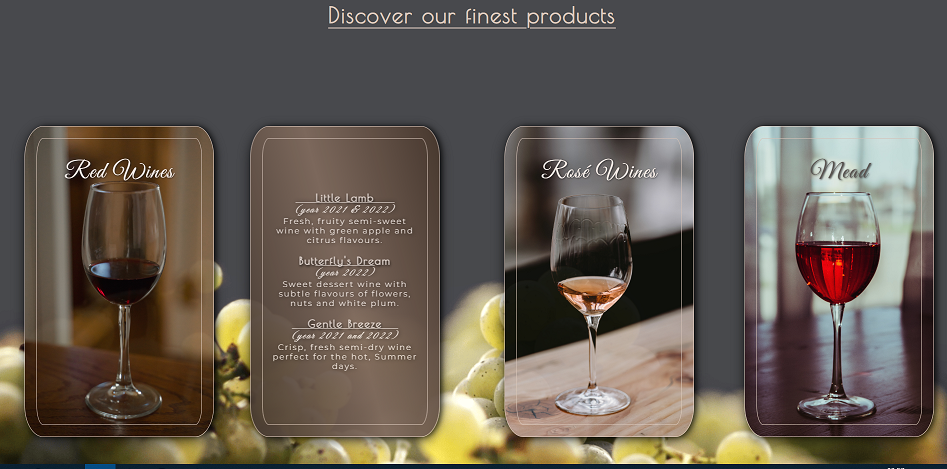 Discover our finest products
Red Wines
Little Lamb
(year 2021 & 2022)
Fresh, fruity semi-sweet
wine with green apple and
citrus flavours.
Butterfly's Dream
(year 2022)
Sweet dessert wine with
subtle flavours of flowers,
nuts and white plum.
Gentle Breeze
(year 2021 and 2022)
Crisp, fresh semi-dry wine
perfect for the hot, Summer
days.
Rosé Wines
Mead